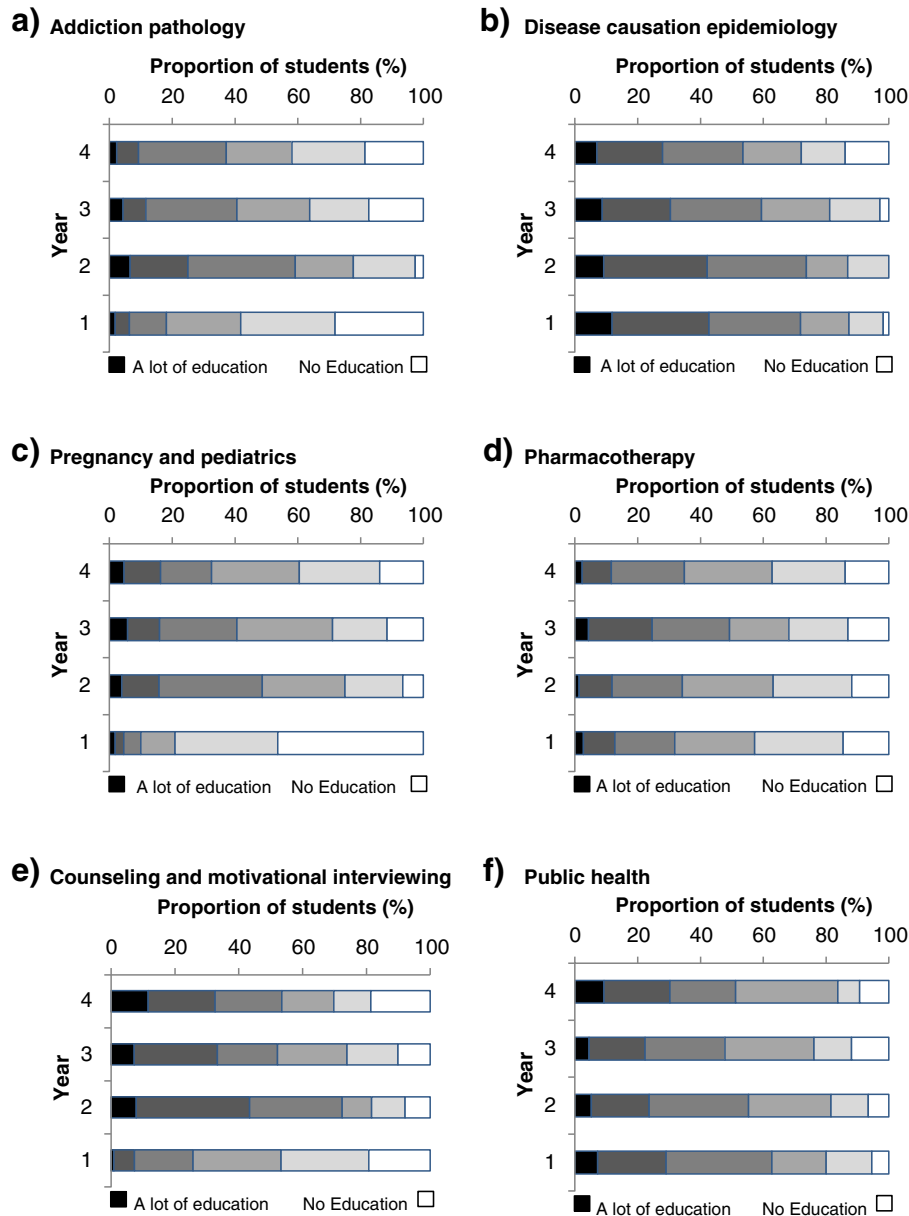 a) Addiction pathology
Proportion of students (%)
0 20 40 60 80 100
4
3
2
1
Year
A lot of education No Education
b) Disease causation epidemiology
Proportion of students (%)
0 20 40 60 80 100
4
3
2
1
Year
A lot of education No Education
c) Pregnancy and pediatrics
Proportion of students (%)
0 20 40 60 80 100
4
3
2
1
Year
A lot of education No Education
d) Pharmacotherapy
Proportion of students (%)
0 20 40 60 80 100
4
3
2
1
Year
A lot of education No Education
e) Counseling and motivational interviewing
Proportion of students (%)
0 20 40 60 80 100
4
3
2
1
Year
A lot of education No Education
f) Public health
Proportion of students (%)
0 20 40 60 80 100
4
3
2
1
Year
A lot of education No Education